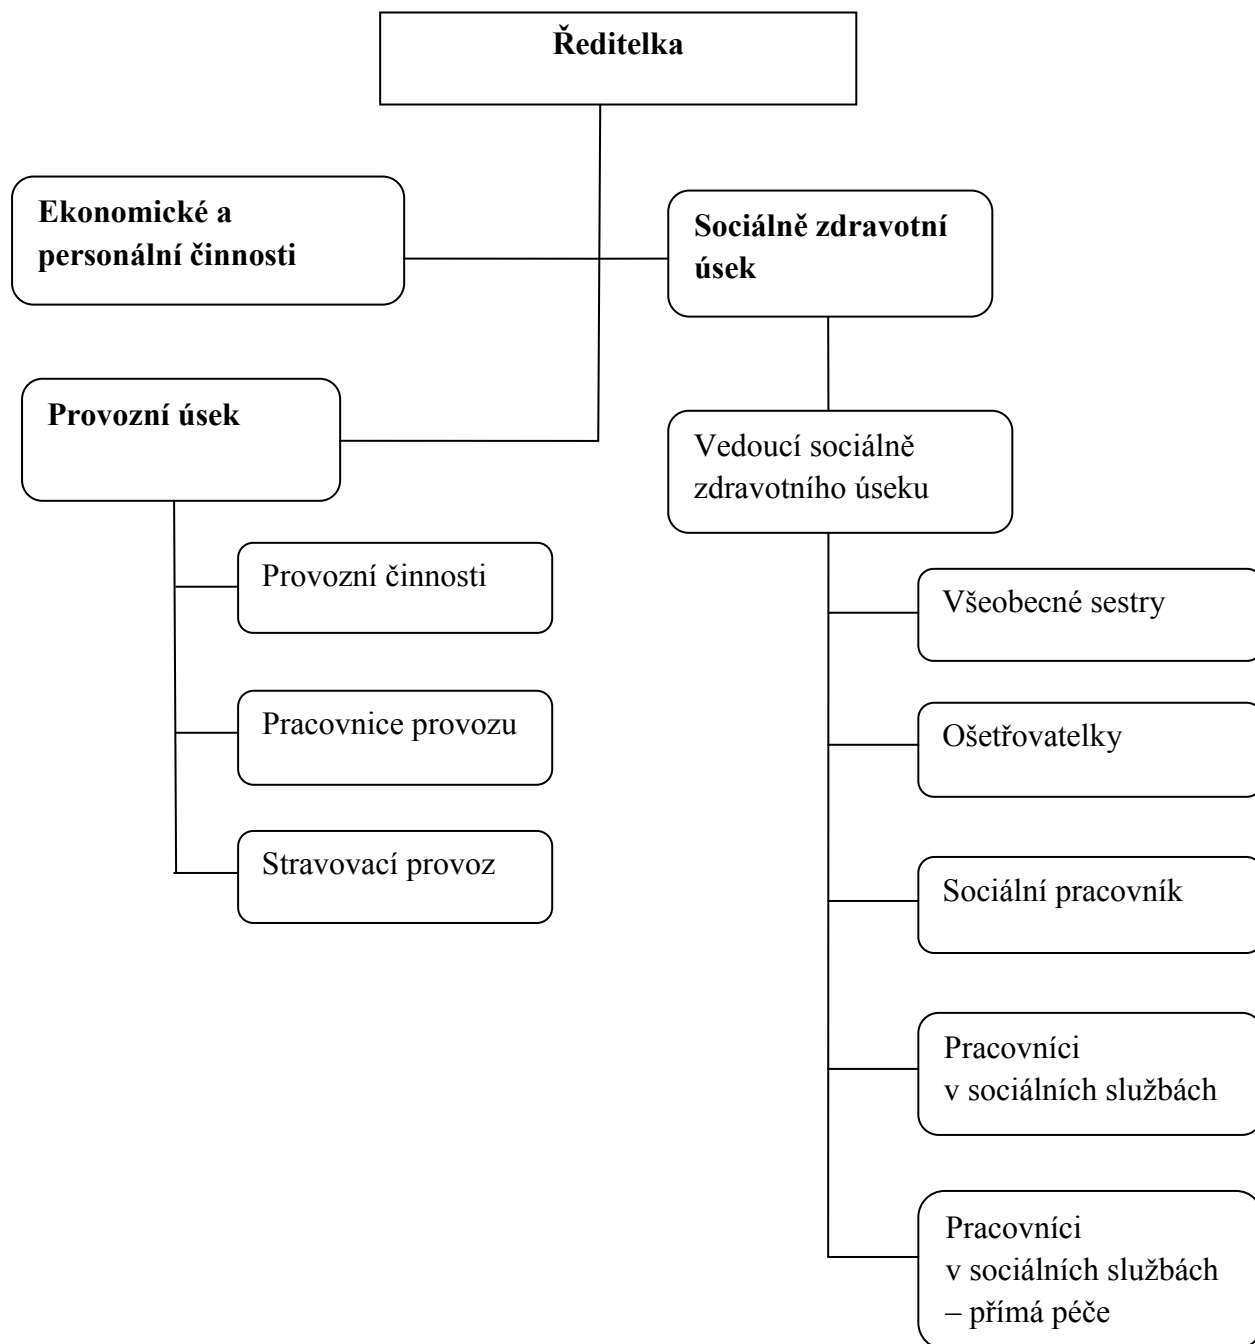 Ředitelka
Ekonomické a
personální činnosti
Sociálně zdravotní
úsek
Provozní úsek
Vedoucí sociálně
zdravotního úseku
Provozní činnosti
Pracovnice provozu
Stravovací provoz
Všeobecné sestry
Ošetřovatelky
Sociální pracovník
Pracovníci
v sociálních službách
Pracovníci
v sociálních službách
– přímá péče